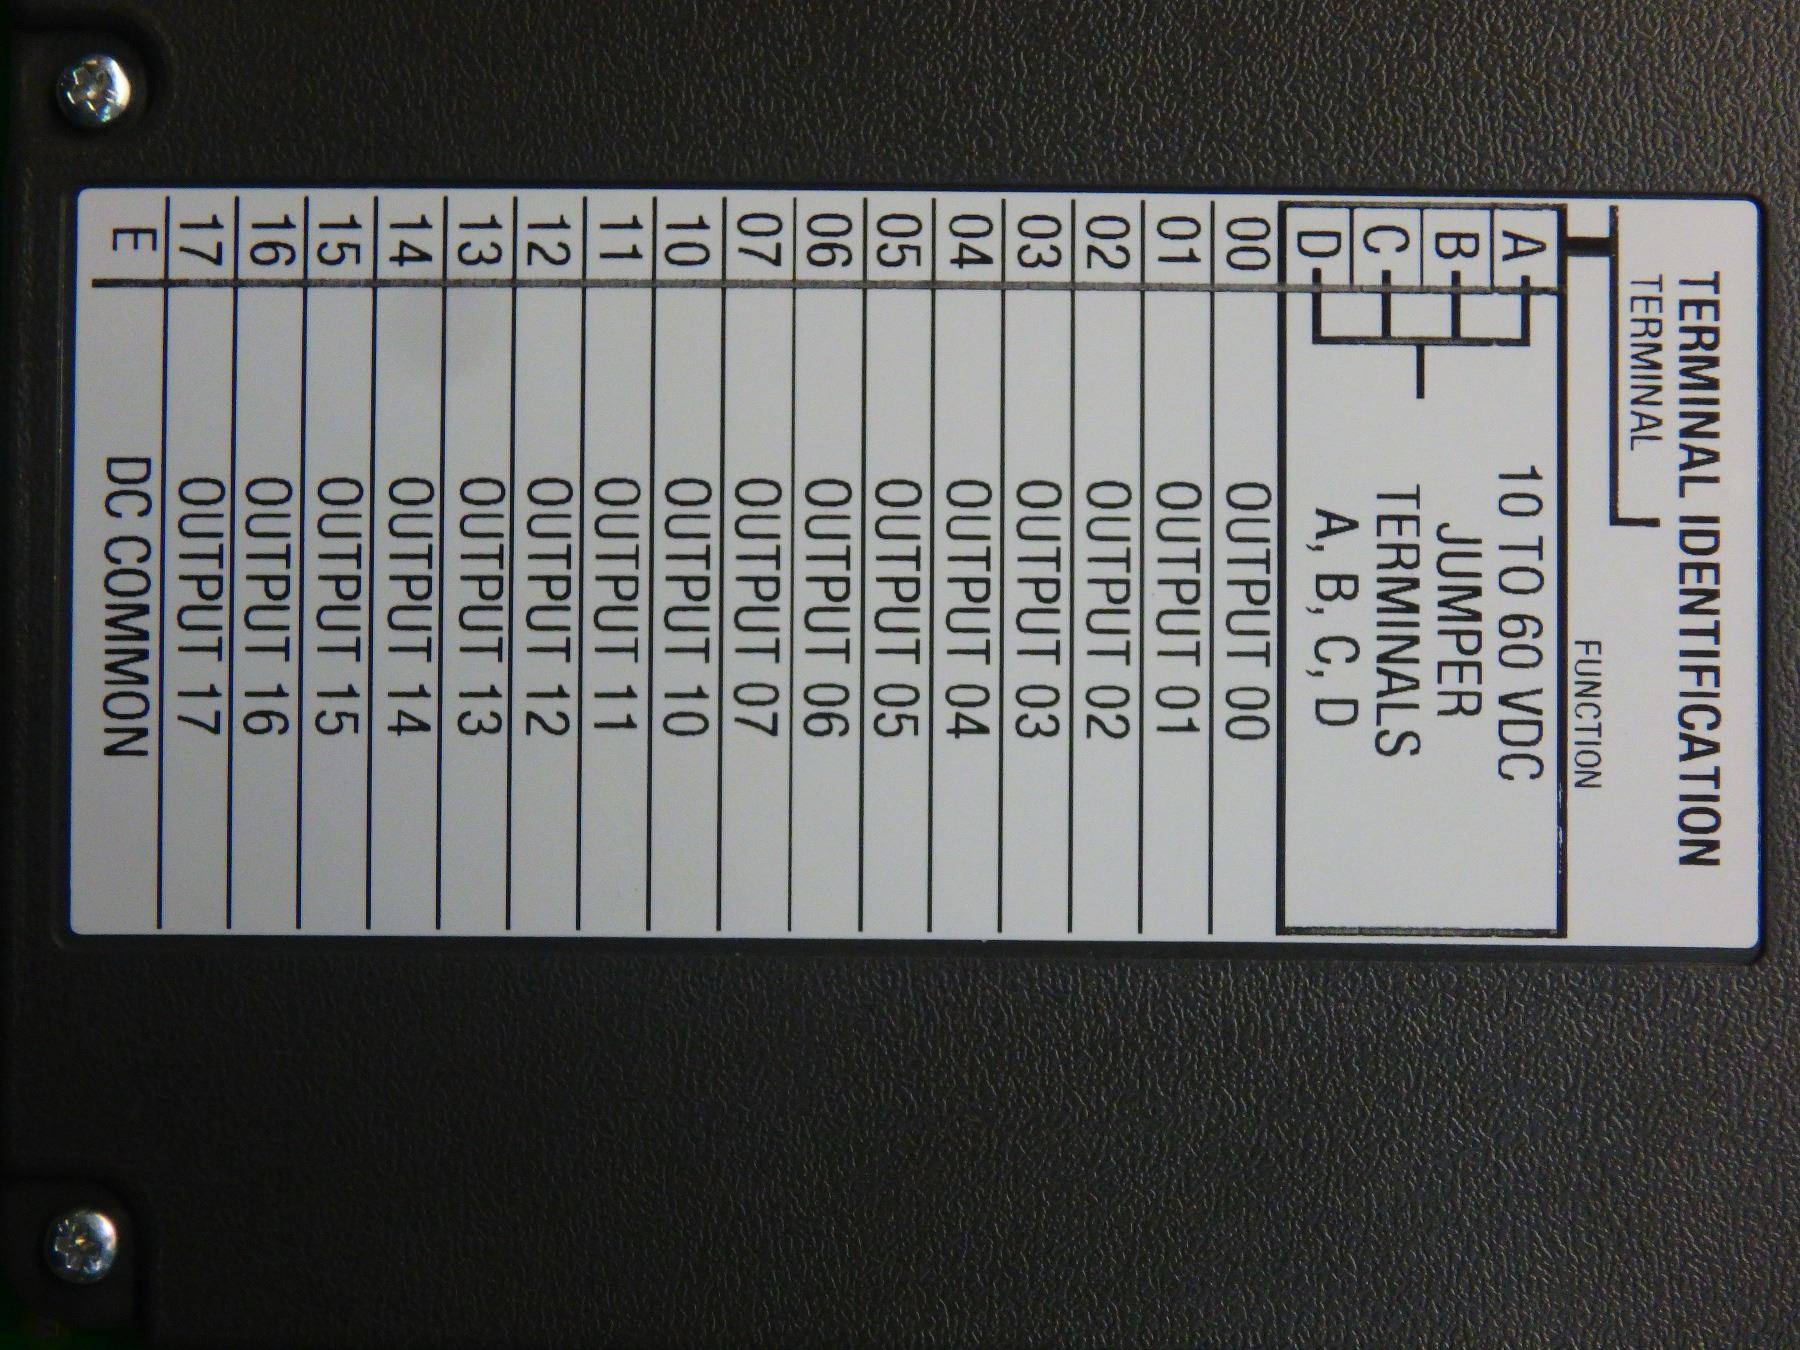 TERMINAL IDENTIFICATION
TERMINAL
FUNCTION
A 10 TO 60 VDC
B JUMPER
C TERMINALS
D A, B, C, D
00 OUTPUT 00
01 OUTPUT 01
02 OUTPUT 02
03 OUTPUT 03
04 OUTPUT 04
05 OUTPUT 05
06 OUTPUT 06
07 OUTPUT 07
10 OUTPUT 10
11 OUTPUT 11
12 OUTPUT 12
13 OUTPUT 13
14 OUTPUT 14
15 OUTPUT 15
16 OUTPUT 16
17 OUTPUT 17
E DC COMMON